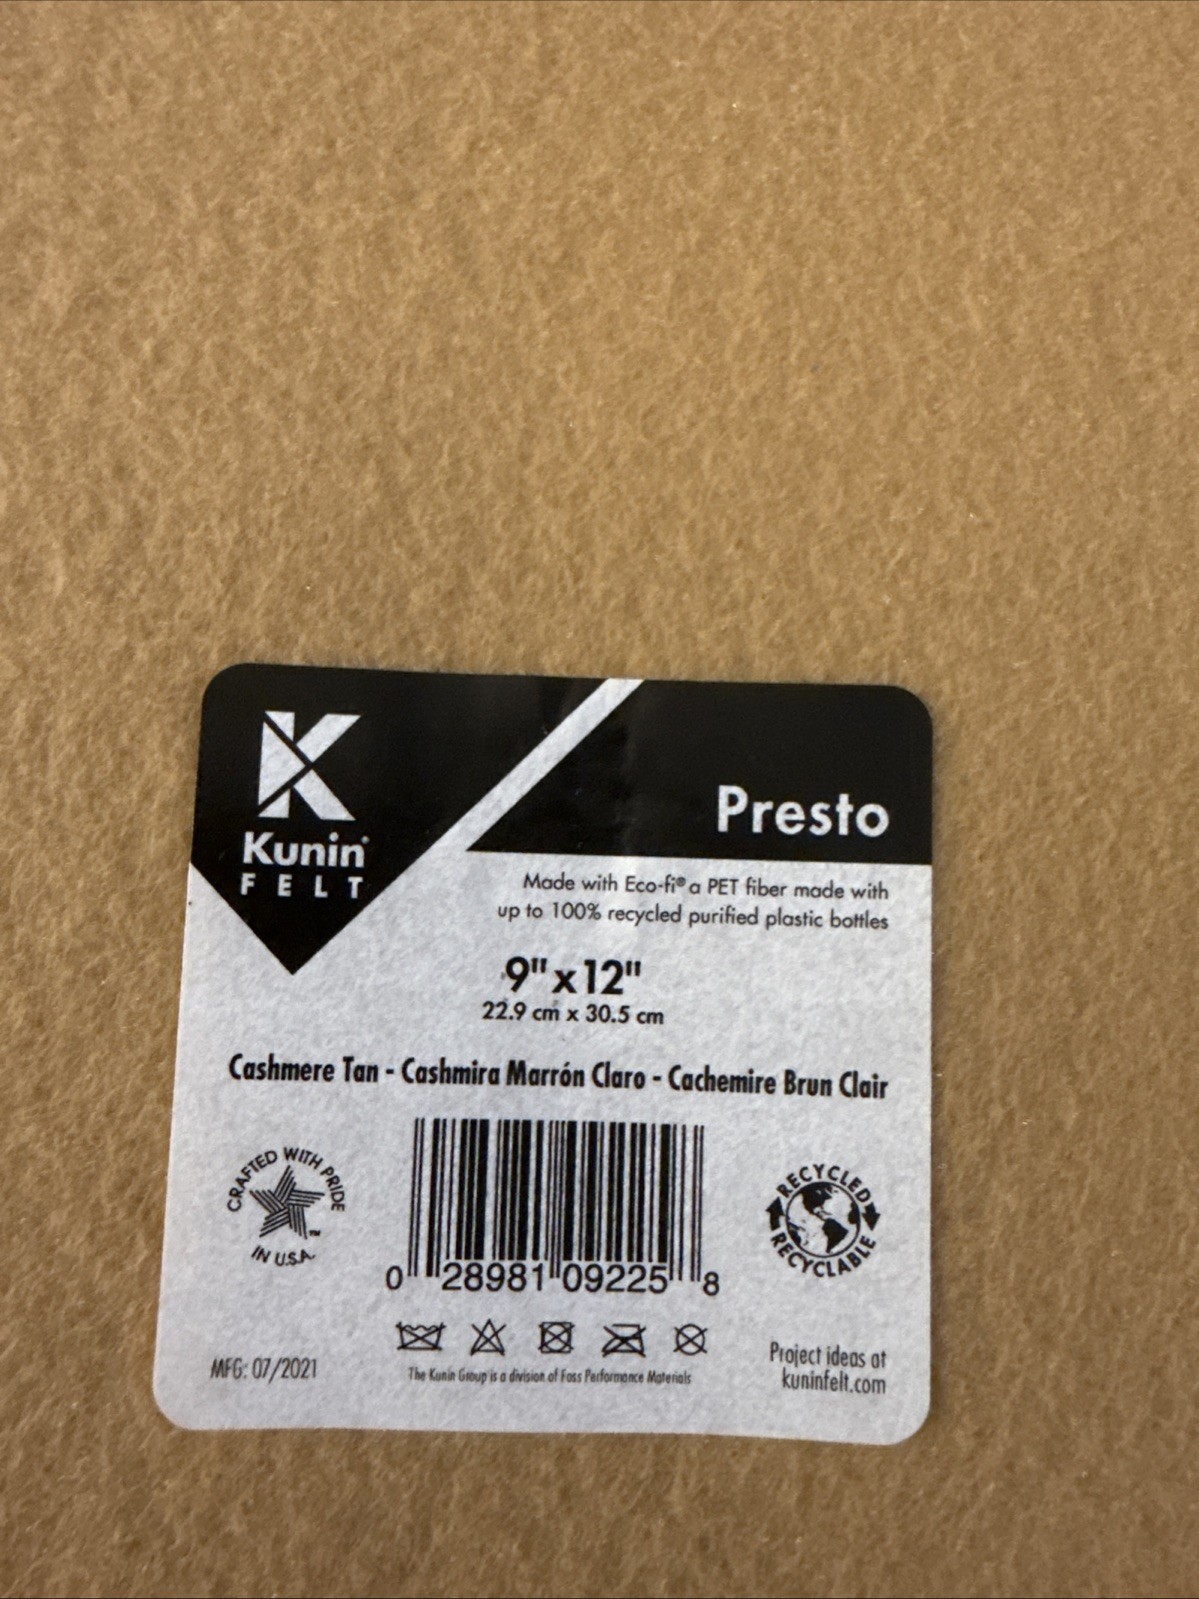 K
Kunin®
FELT
Presto
Made with Eco-fi® a PET fiber made with
up to 100% recycled purified plastic bottles
9" x 12"
22.9 cm x 30.5 cm
Cashmere Tan - Cashmira Marrón Claro - Cachemire Brun Clair
CRAFTED WITH PRIDE
IN U.S.A.
™
0 28981 09225 8
RECYCLED
RECYCLABLE
MFG: 07/2021
The Kunin Group is a division of Foss Performance Materials
Project ideas at
kuninfelt.com